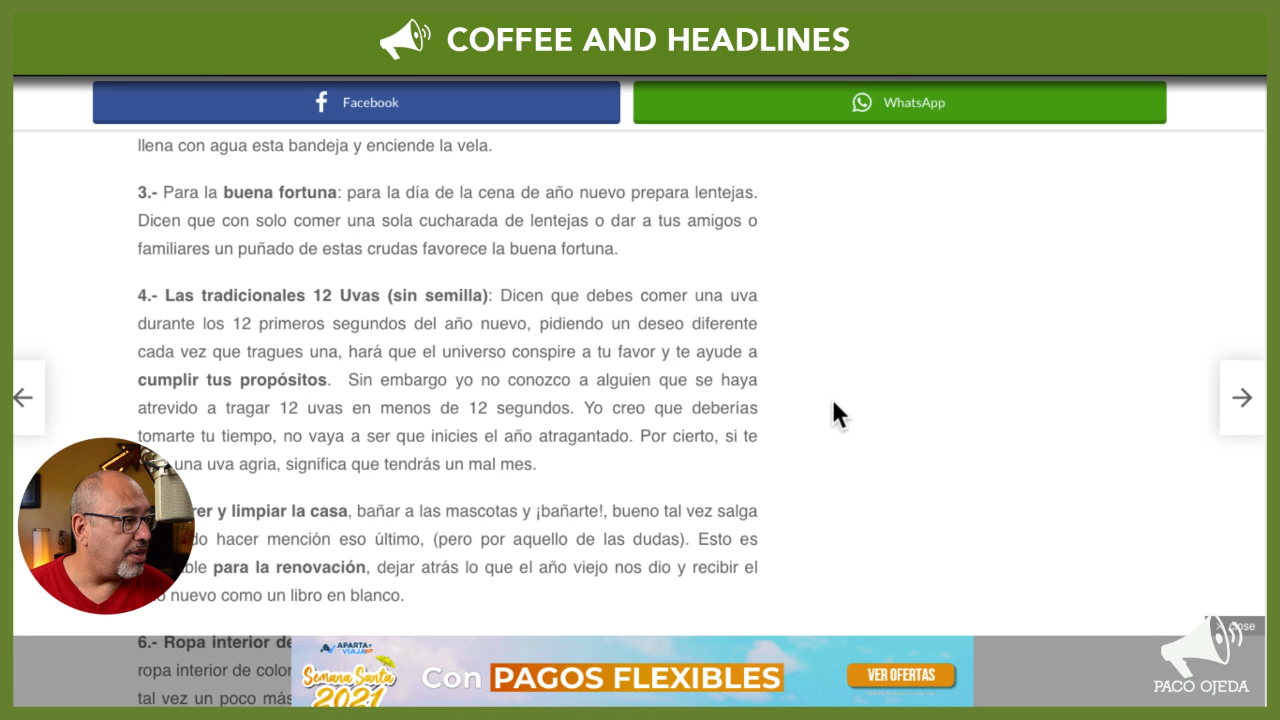 COFFEE AND HEADLINES
Facebook
WhatsApp
llena con agua esta bandeja y enciende la vela.
3.- Para la buena fortuna: para la día de la cena de año nuevo prepara lentejas.
Dicen que con solo comer una sola cucharada de lentejas o dar a tus amigos o
familiares un puñado de estas crudas favorece la buena fortuna.
4.- Las tradicionales 12 Uvas (sin semilla): Dicen que debes comer una uva
durante los 12 primeros segundos del año nuevo, pidiendo un deseo diferente
cada vez que tragues una, hará que el universo conspire a tu favor y te ayude a
cumplir tus propósitos. Sin embargo yo no conozco a alguien que se haya
atrevido a tragar 12 uvas en menos de 12 segundos. Yo creo que deberías
tomarte tu tiempo, no vaya a ser que inicies el año atragantado. Por cierto, si te
una uva agria, significa que tendrás un mal mes.
rer y limpiar la casa, bañar a las mascotas y ¡bañarte!, bueno tal vez salga
do hacer mención eso último, (pero por aquello de las dudas). Esto es
ble para la renovación, dejar atrás lo que el año viejo nos dio y recibir el
nuevo como un libro en blanco.
6.- Ropa interior de
ropa interior de color
tal vez un poco más
APARTA Y
VIAJA
Semana Santa
2021
Con PAGOS FLEXIBLES
VER OFERTAS
close
PACO OJEDA